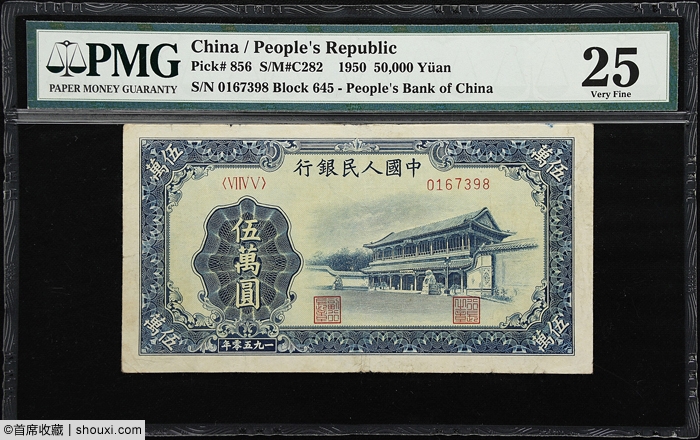 PMG
PAPER MONEY GUARANTY
China / People's Republic
Pick# 856 S/M#C282 1950 50,000 Yüan
S/N 0167398 Block 645 - People's Bank of China
25
Very Fine
伍萬
萬伍
行銀民人國中
〈VIIVV〉
0167398
伍萬圓
年零五九一
萬伍
伍萬
©首席收藏 | shouxi.com